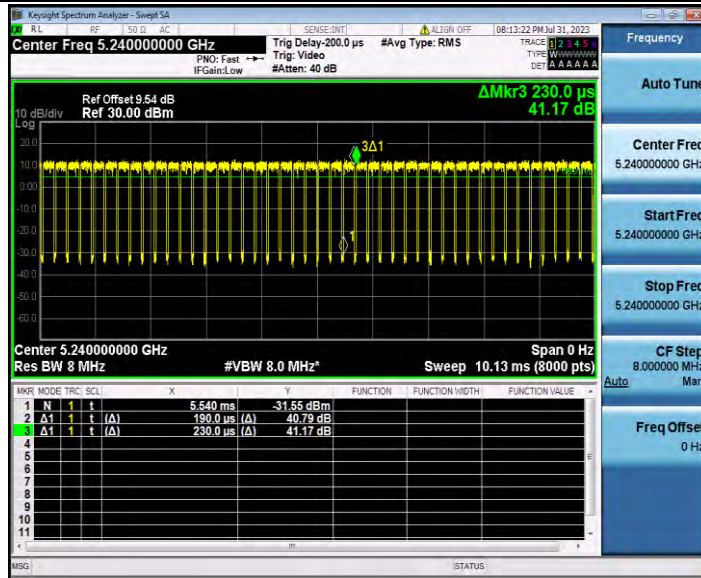 Keysight Spectrum Analyzer - Swept SA
RL RF 50 Ω AC SENSE:INT ALIGN OFF 08:13:22 PM Jul 31, 2023
Center Freq 5.240000000 GHz
Trig Delay-200.0 µs #Avg Type: RMS
TRACE 1 2 3 4 5 6
PNO: Fast Trig: Video
TYPE WWWWWW
IFGain:Low #Atten: 40 dB
DET A A A A A A
Frequency
Auto Tune
ΔMkr3 230.0 µs
41.17 dB
Ref Offset 9.54 dB
10 dB/div Ref 30.00 dBm
Log
20.0
10.0
0.00
-10.0
-20.0
-30.0
-40.0
-50.0
-60.0
3Δ1
1
Center 5.240000000 GHz Span 0 Hz
Res BW 8 MHz #VBW 8.0 MHz* Sweep 10.13 ms (8000 pts)
MKR MODE TRC SCL X Y FUNCTION FUNCTION WIDTH FUNCTION VALUE
1 N 1 t 5.540 ms -31.55 dBm
2 Δ1 1 t (Δ) 190.0 µs (Δ) 40.79 dB
3 Δ1 1 t (Δ) 230.0 µs (Δ) 41.17 dB
4
5
6
7
8
9
10
11
Center Freq
5.240000000 GHz
Start Freq
5.240000000 GHz
Stop Freq
5.240000000 GHz
CF Step
8.000000 MHz
Auto Man
Freq Offset
0 Hz
MSG STATUS